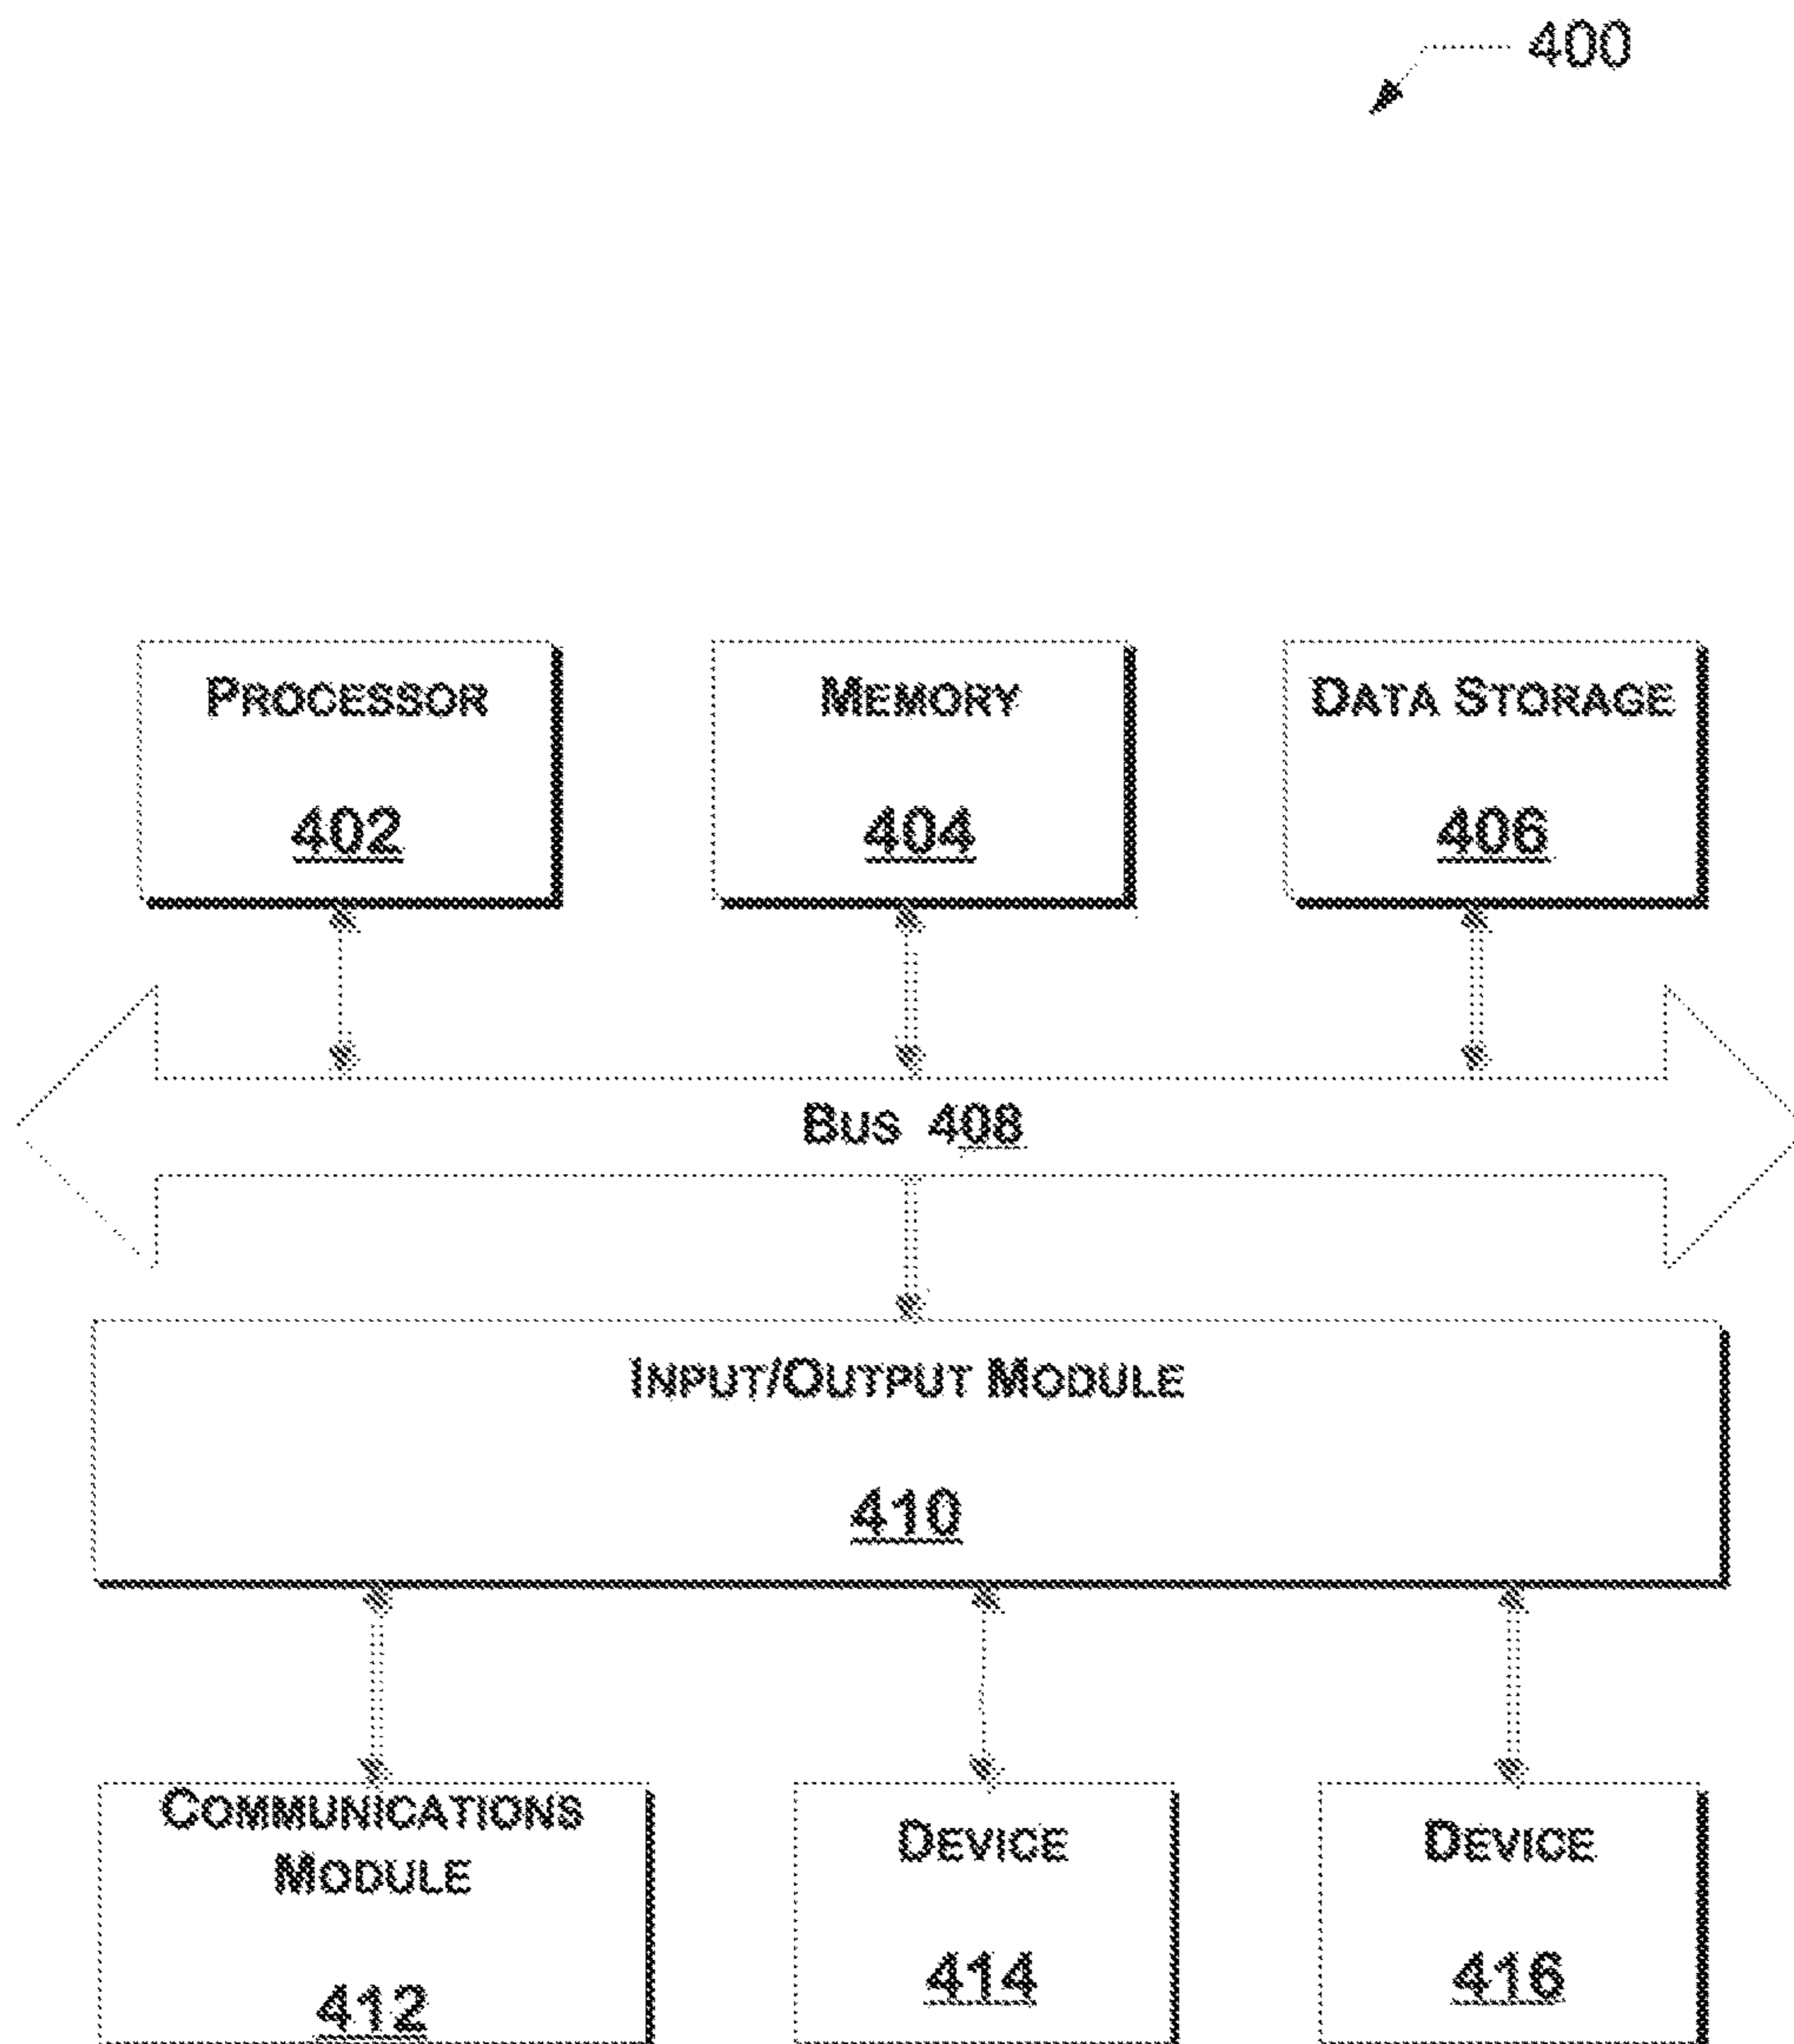 400
PROCESSOR
402
MEMORY
404
DATA STORAGE
406
BUS 408
INPUT/OUTPUT MODULE
410
COMMUNICATIONS
MODULE
412
DEVICE
414
DEVICE
416